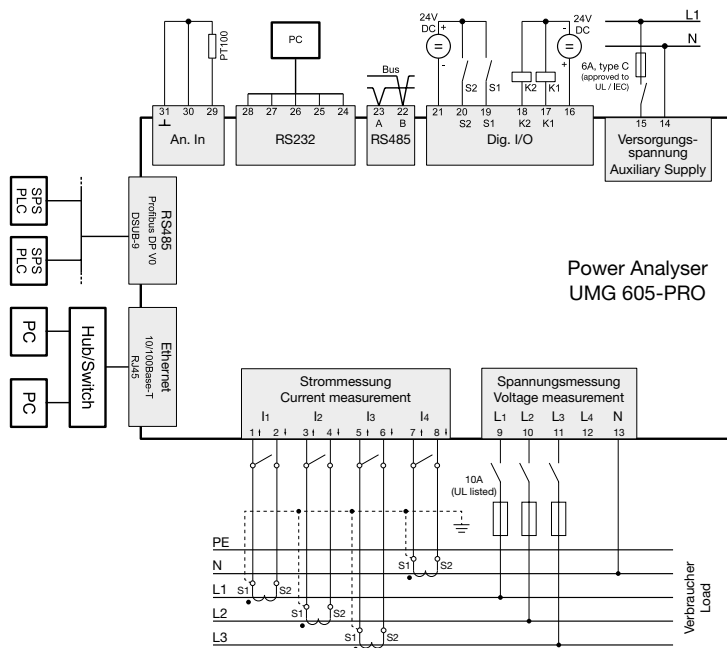 24V
DC
+
-
24V
DC
-
+
L1
N
PT100
PC
Bus
S2
S1
K2
K1
6A, type C
(approved to
UL / IEC)
31 30 29
28 27 26 25 24
23 22
A B
21 20 19 18 17 16
S2 S1 K2 K1
15 14
An. In
RS232
RS485
Dig. I/O
Versorgungs-
spannung
Auxiliary Supply
SPS
PLC
SPS
PLC
RS485
Profibus DP V0
DSUB-9
Power Analyser
UMG 605-PRO
PC
PC
Hub/Switch
Ethernet
10/100Base-T
RJ45
Strommessung
Current measurement
I1 I2 I3 I4
1 2 3 4 5 6 7 8
Spannungsmessung
Voltage measurement
L1 L2 L3 L4 N
9 10 11 12 13
10A
(UL listed)
PE
N
S1 S2
L1
S1 S2
L2
S1 S2
L3
S1 S2
Verbraucher
Load